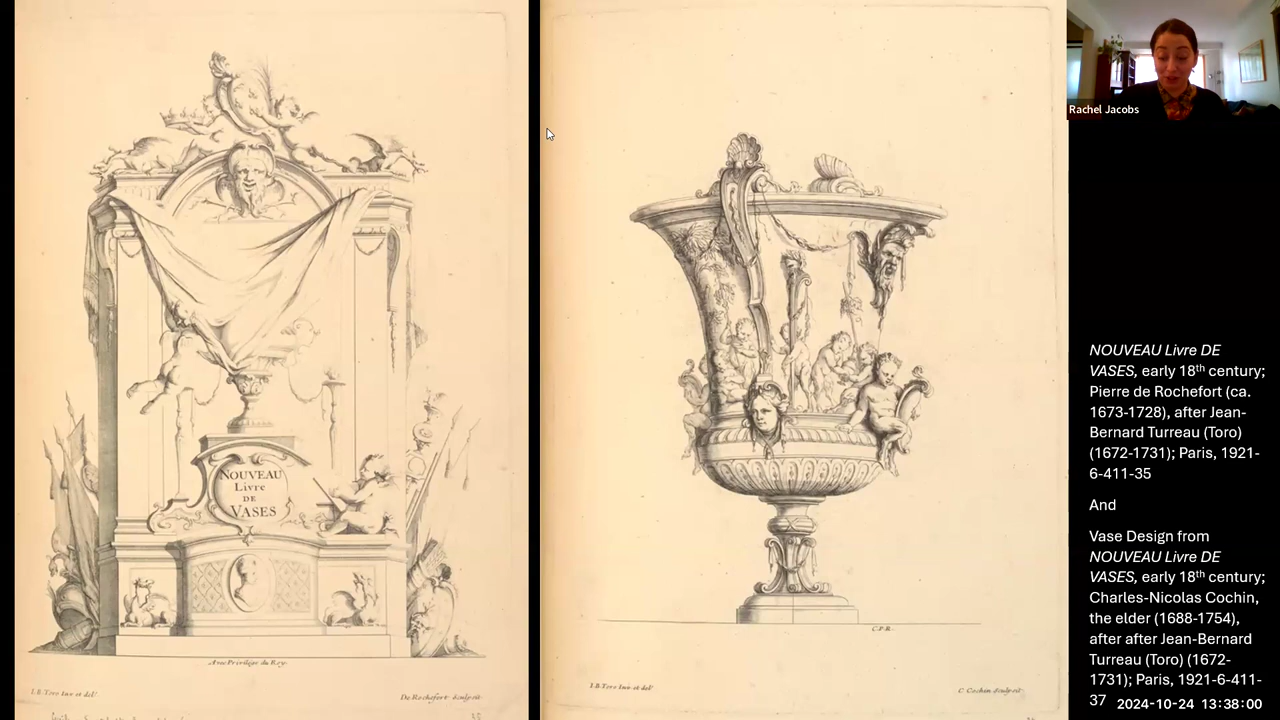 NOUVEAU
Livre
DE
VASES
Avec Privilége du Roy.
I.B. Toro Inv. et del.
De Rochefort Sculpsit
C.P.R.
I.B. Toro Inv. et del.
C. Cochin Sculpsit
Rachel Jacobs
NOUVEAU Livre DE
VASES, early 18th century;
Pierre de Rochefort (ca.
1673-1728), after Jean-
Bernard Turreau (Toro)
(1672-1731); Paris, 1921-
6-411-35
And
Vase Design from
NOUVEAU Livre DE
VASES, early 18th century;
Charles-Nicolas Cochin,
the elder (1688-1754),
after after Jean-Bernard
Turreau (Toro) (1672-
1731); Paris, 1921-6-411-
37
2024-10-24 13:38:00